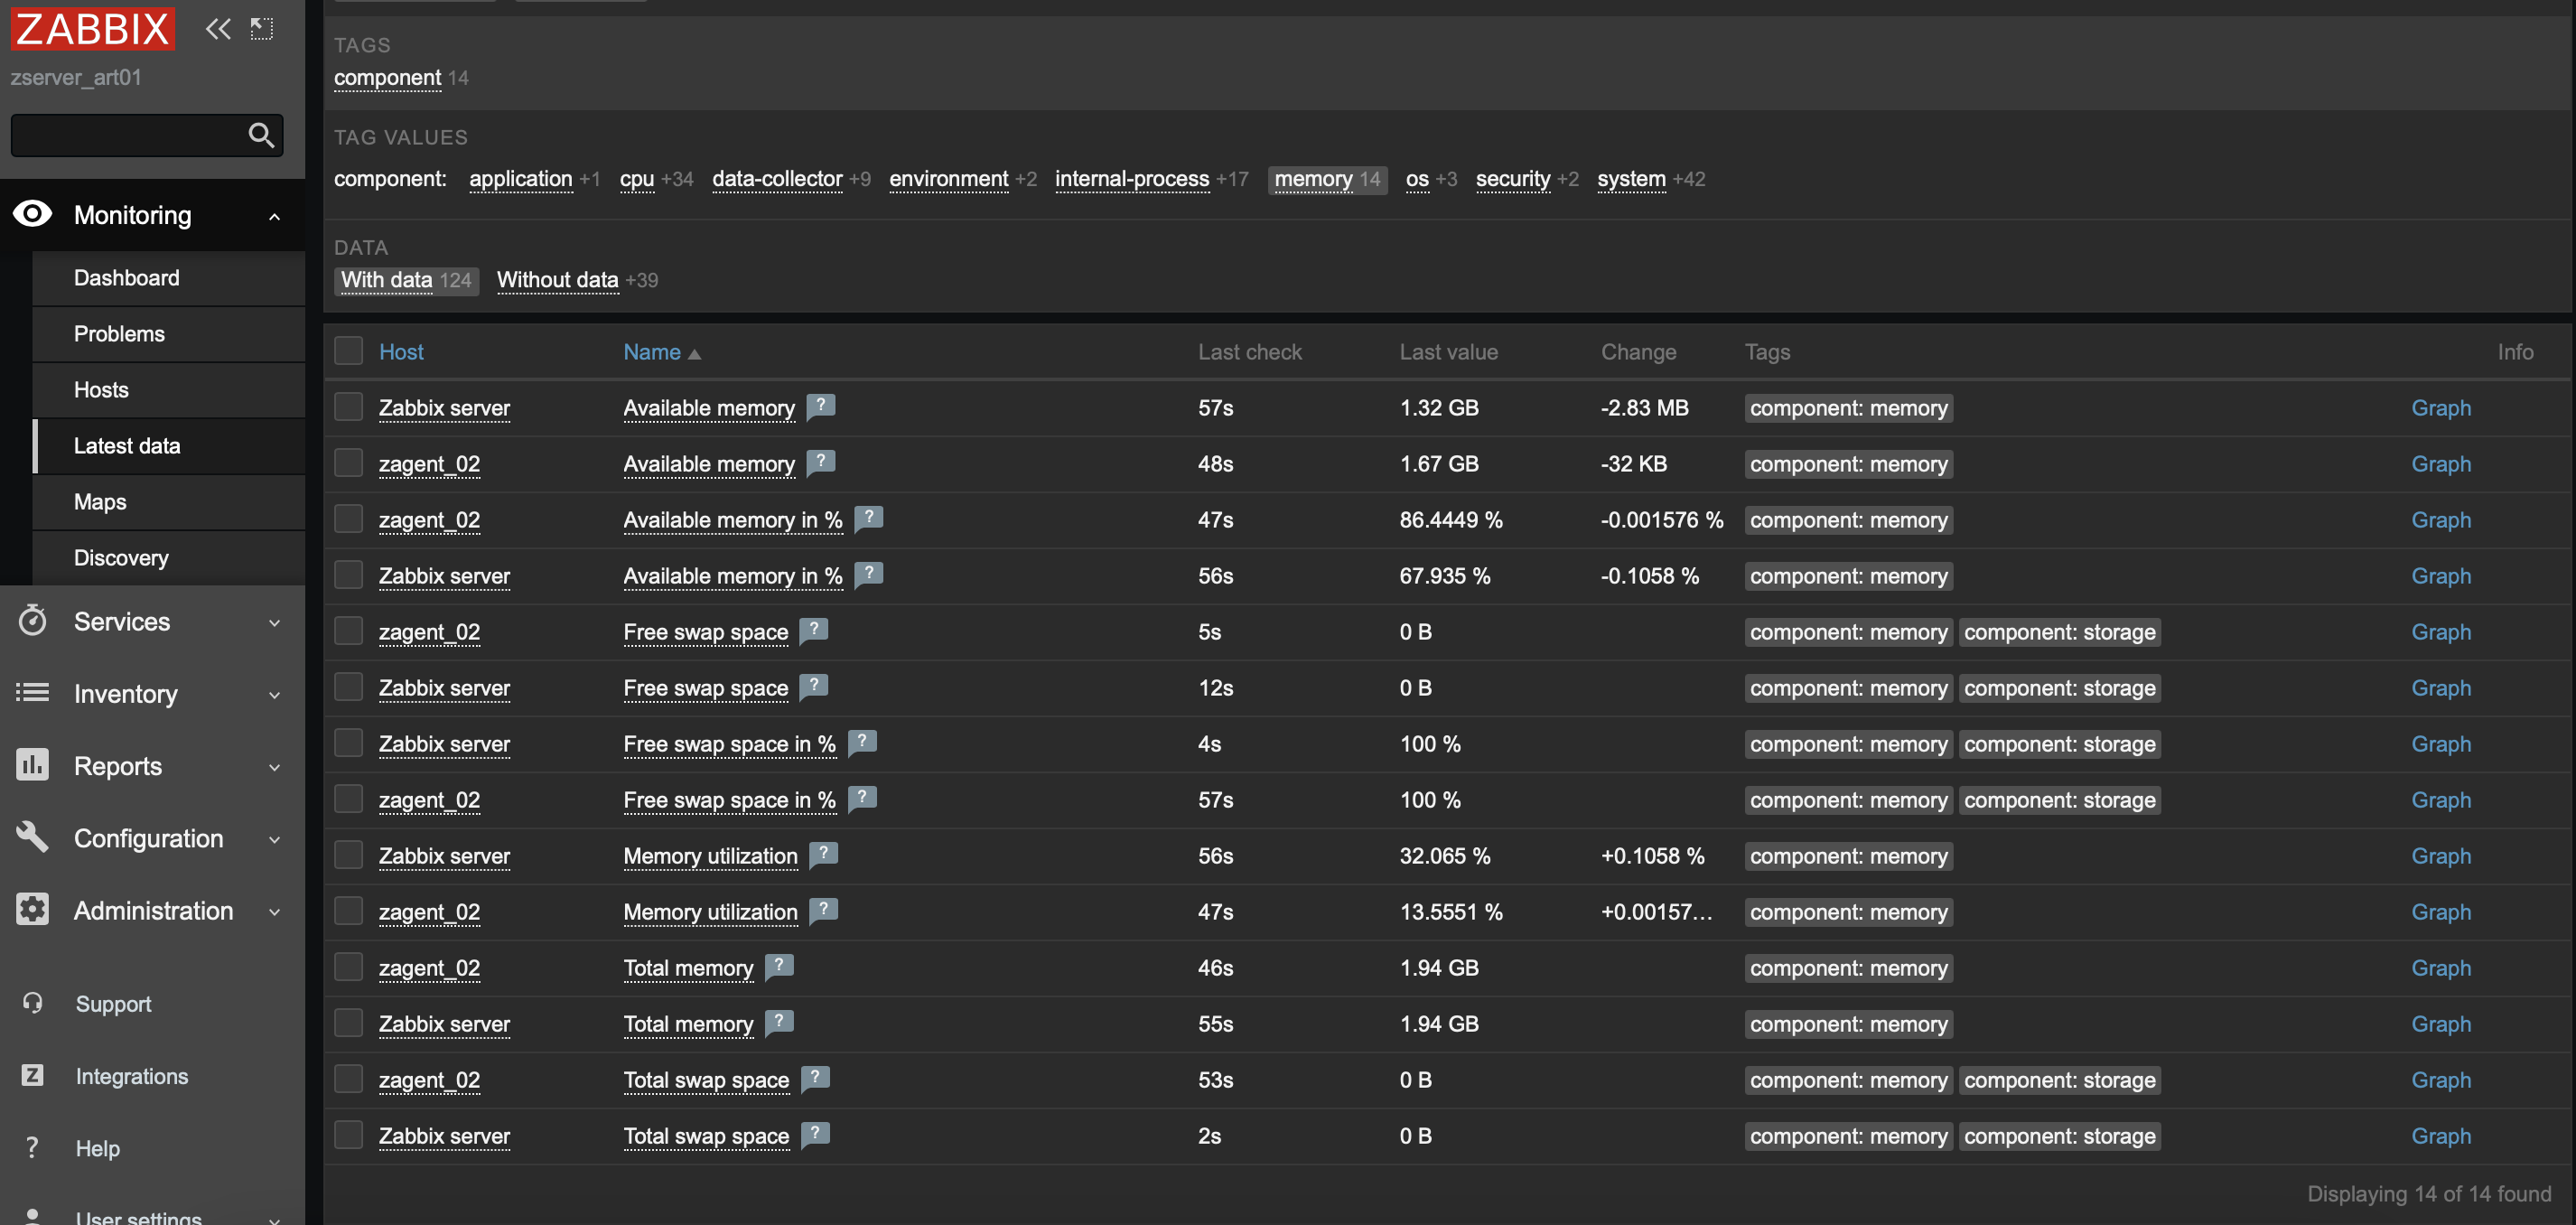 ZABBIX
zserver_art01
Monitoring
Dashboard
Problems
Hosts
Latest data
Maps
Discovery
Services
Inventory
Reports
Configuration
Administration
Support
Z Integrations
? Help
User settings
TAGS
component 14
TAG VALUES
component: application +1 cpu +34 data-collector +9 environment +2 internal-process +17 memory 14 os +3 security +2 system +42
DATA
With data 124 Without data +39
Host Name Last check Last value Change Tags Info
Zabbix server Available memory ? 57s 1.32 GB -2.83 MB component: memory Graph
zagent_02 Available memory ? 48s 1.67 GB -32 KB component: memory Graph
zagent_02 Available memory in % ? 47s 86.4449 % -0.001576 % component: memory Graph
Zabbix server Available memory in % ? 56s 67.935 % -0.1058 % component: memory Graph
zagent_02 Free swap space ? 5s 0 B component: memory component: storage Graph
Zabbix server Free swap space ? 12s 0 B component: memory component: storage Graph
Zabbix server Free swap space in % ? 4s 100 % component: memory component: storage Graph
zagent_02 Free swap space in % ? 57s 100 % component: memory component: storage Graph
Zabbix server Memory utilization ? 56s 32.065 % +0.1058 % component: memory Graph
zagent_02 Memory utilization ? 47s 13.5551 % +0.00157... component: memory Graph
zagent_02 Total memory ? 46s 1.94 GB component: memory Graph
Zabbix server Total memory ? 55s 1.94 GB component: memory Graph
zagent_02 Total swap space ? 53s 0 B component: memory component: storage Graph
Zabbix server Total swap space ? 2s 0 B component: memory component: storage Graph
Displaying 14 of 14 found